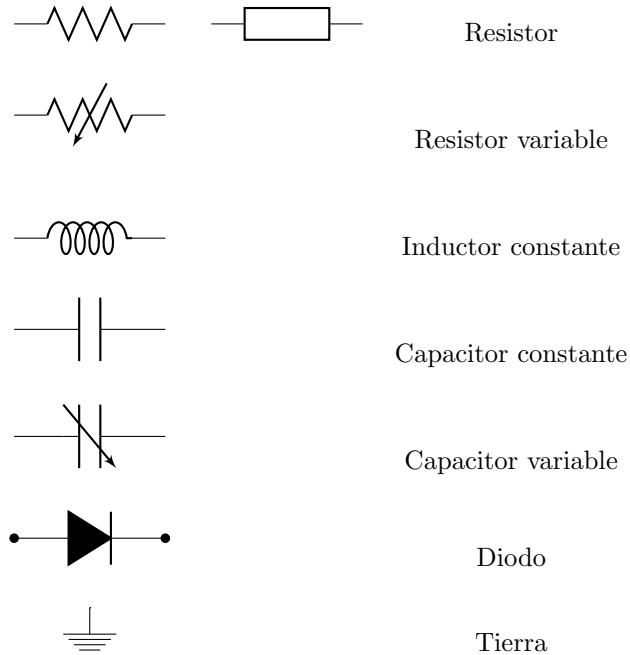 Resistor
Resistor variable
Inductor constante
Capacitor constante
Capacitor variable
Diodo
Tierra